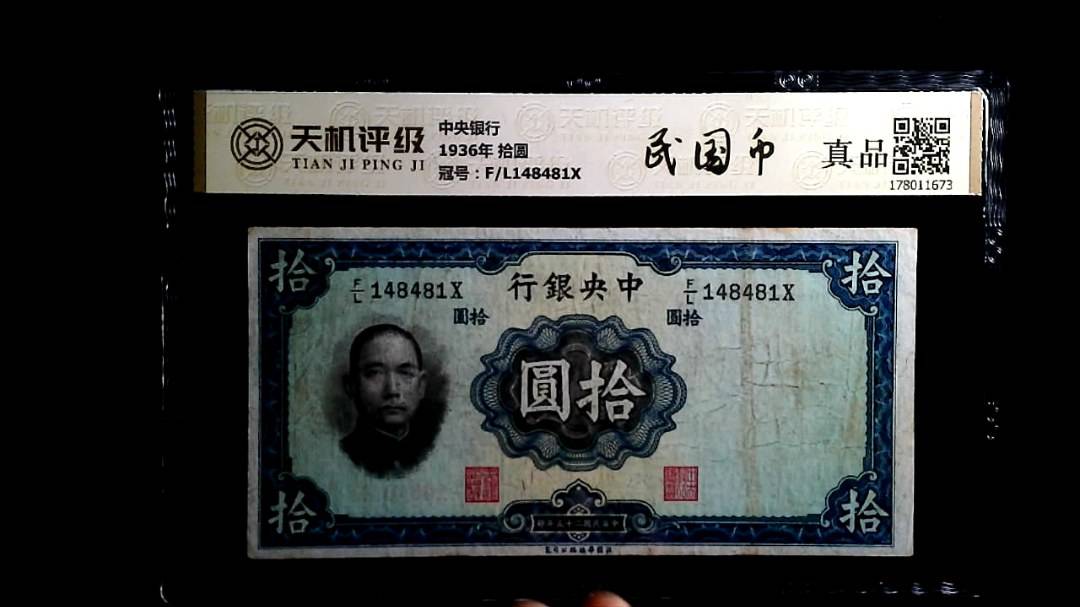 天机评级
TIAN JI PING JI
中央银行
1936年 拾圆
冠号：F/L148481X
民国币
真品
178011673
拾
拾
F/L 148481X
行銀央中
F/L 148481X
圓拾
圓拾
圓拾
拾
拾